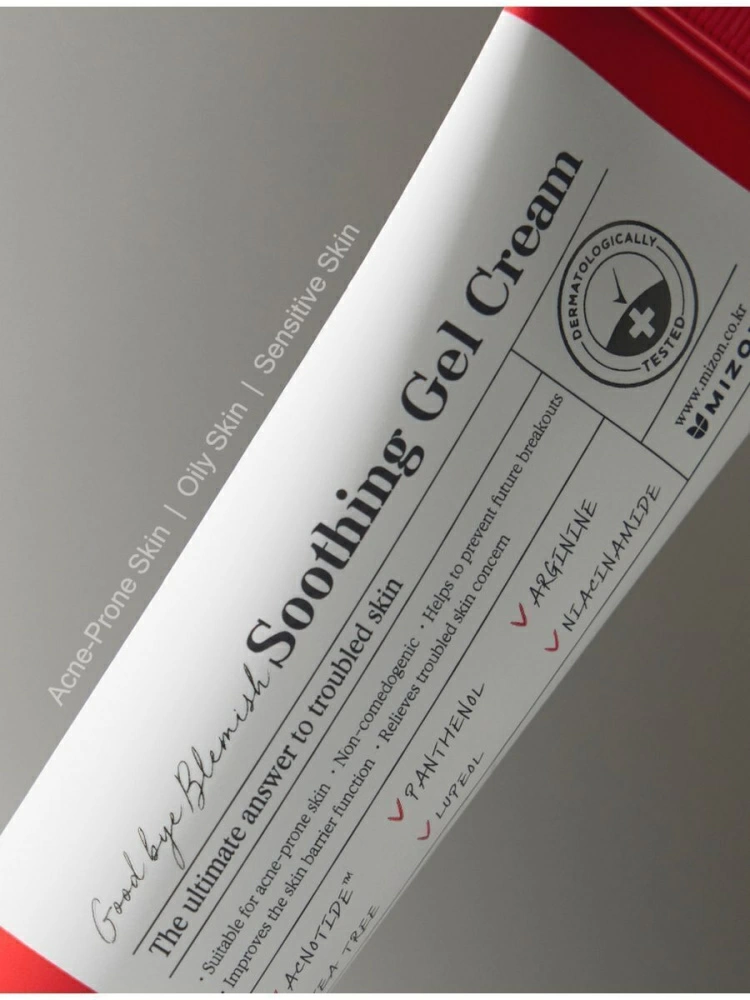 Acne-Prone Skin | Oily Skin | Sensitive Skin
Good bye Blemish
Soothing Gel Cream
The ultimate answer to troubled skin
· Suitable for acne-prone skin · Non-comedogenic · Helps to prevent future breakouts
· Improves the skin barrier function · Relieves troubled skin concern
ACNOTIDE™ ✓ PANTHENOL ✓ ARGININE
TREE ✓ LUPEOL ✓ NIACINAMIDE
DERMATOLOGICALLY TESTED
www.mizon.co.kr
MIZO